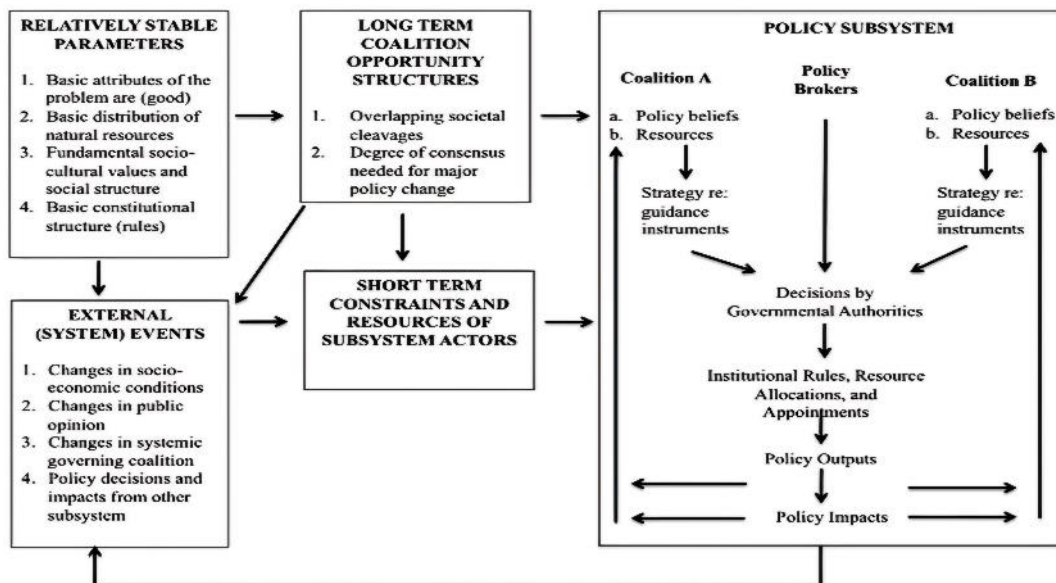 RELATIVELY STABLE
PARAMETERS
1. Basic attributes of the
problem are (good)
2. Basic distribution of
natural resources
3. Fundamental socio-
cultural values and
social structure
4. Basic constitutional
structure (rules)
LONG TERM
COALITION
OPPORTUNITY
STRUCTURES
1. Overlapping societal
cleavages
2. Degree of consensus
needed for major
policy change
EXTERNAL
(SYSTEM) EVENTS
1. Changes in socio-
economic conditions
2. Changes in public
opinion
3. Changes in systemic
governing coalition
4. Policy decisions and
impacts from other
subsystem
SHORT TERM
CONSTRAINTS AND
RESOURCES OF
SUBSYSTEM ACTORS
POLICY SUBSYSTEM
Coalition A
a. Policy beliefs
b. Resources
Strategy re:
guidance
instruments
Policy
Brokers
Coalition B
a. Policy beliefs
b. Resources
Strategy re:
guidance
instruments
Decisions by
Governmental Authorities
Institutional Rules, Resource
Allocations, and
Appointments
Policy Outputs
Policy Impacts